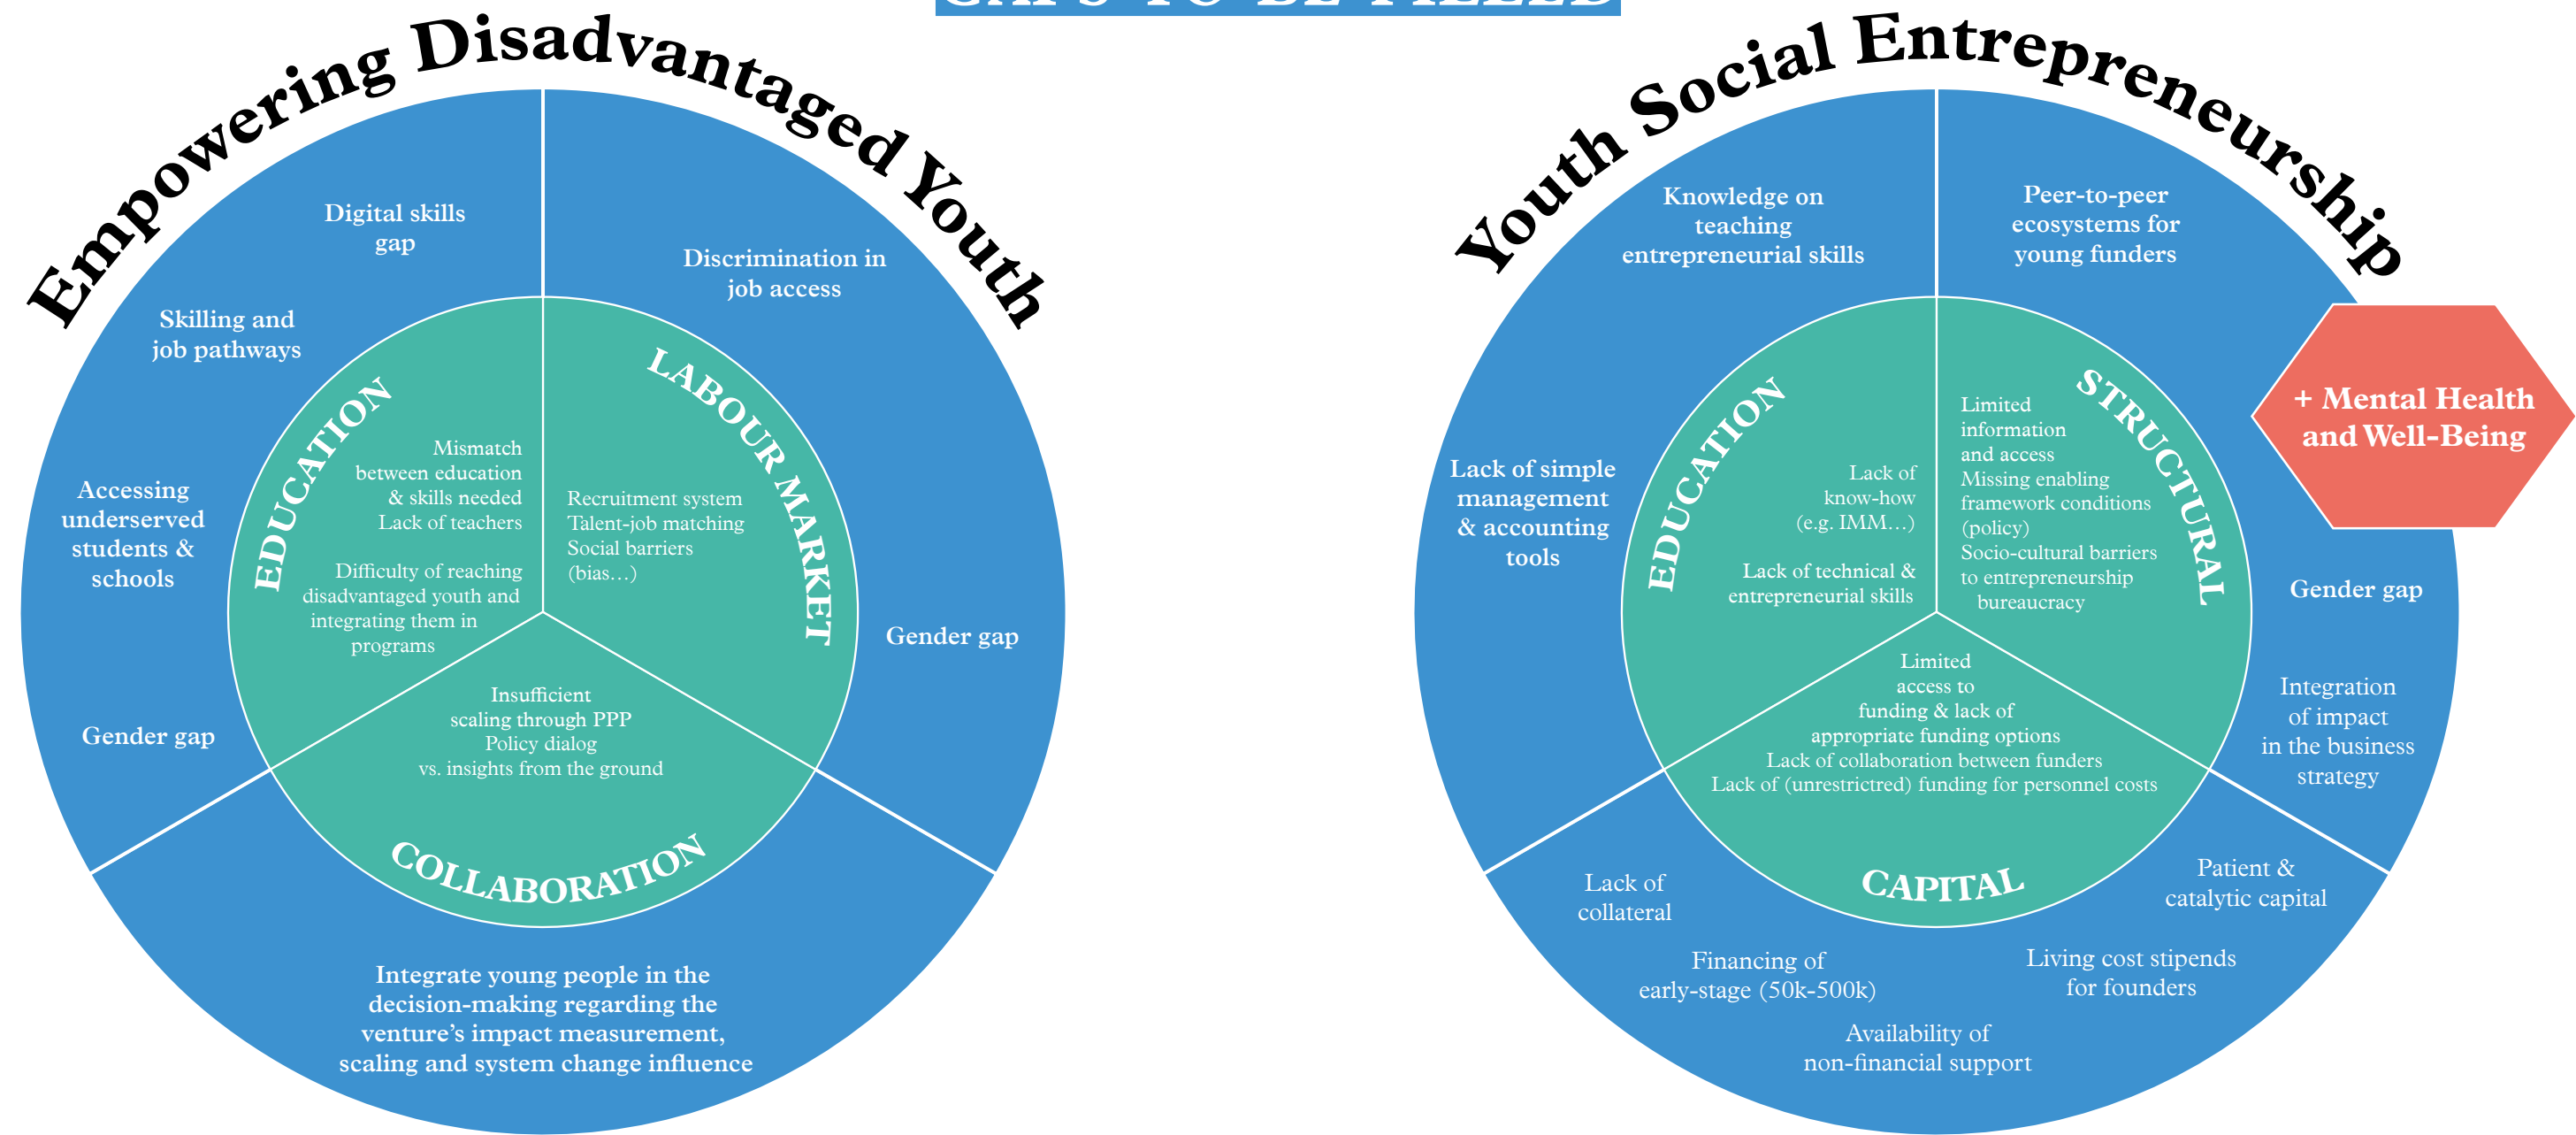 GAPS TO BE FILLED
Empowering Disadvantaged Youth
Digital skills
gap
Skilling and
job pathways
Accessing
underserved
students &
schools
Gender gap
EDUCATION
Mismatch
between education
& skills needed
Lack of teachers
Difficulty of reaching
disadvantaged youth and
integrating them in
programs
Discrimination in
job access
Gender gap
LABOUR MARKET
Recruitment system
Talent-job matching
Social barriers
(bias…)
Insufficient
scaling through PPP
Policy dialog
vs. insights from the ground
COLLABORATION
Integrate young people in the
decision-making regarding the
venture’s impact measurement,
scaling and system change influence
Youth Social Entrepreneurship
Knowledge on
teaching
entrepreneurial skills
Lack of simple
management
& accounting
tools
EDUCATION
Lack of
know-how
(e.g. IMM…)
Lack of technical &
entrepreneurial skills
Peer-to-peer
ecosystems for
young funders
+ Mental Health
and Well-Being
Gender gap
Integration
of impact
in the business
strategy
STRUCTURAL
Limited
information
and access
Missing enabling
framework conditions
(policy)
Socio-cultural barriers
to entrepreneurship
bureaucracy
Limited
access to
funding & lack of
appropriate funding options
Lack of collaboration between funders
Lack of (unrestrictred) funding for personnel costs
CAPITAL
Lack of
collateral
Financing of
early-stage (50k-500k)
Availability of
non-financial support
Living cost stipends
for founders
Patient &
catalytic capital